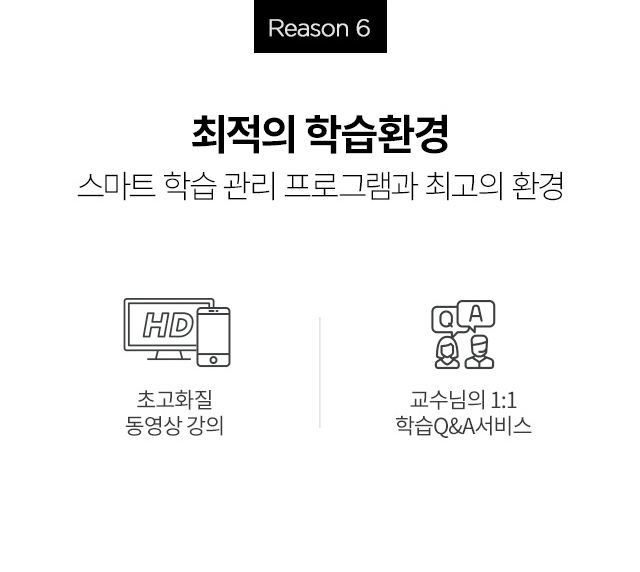 Reason 6
최적의 학습환경
스마트 학습 관리 프로그램과 최고의 환경
HD
Q A
초고화질
동영상 강의
교수님의 1:1
학습Q&A서비스